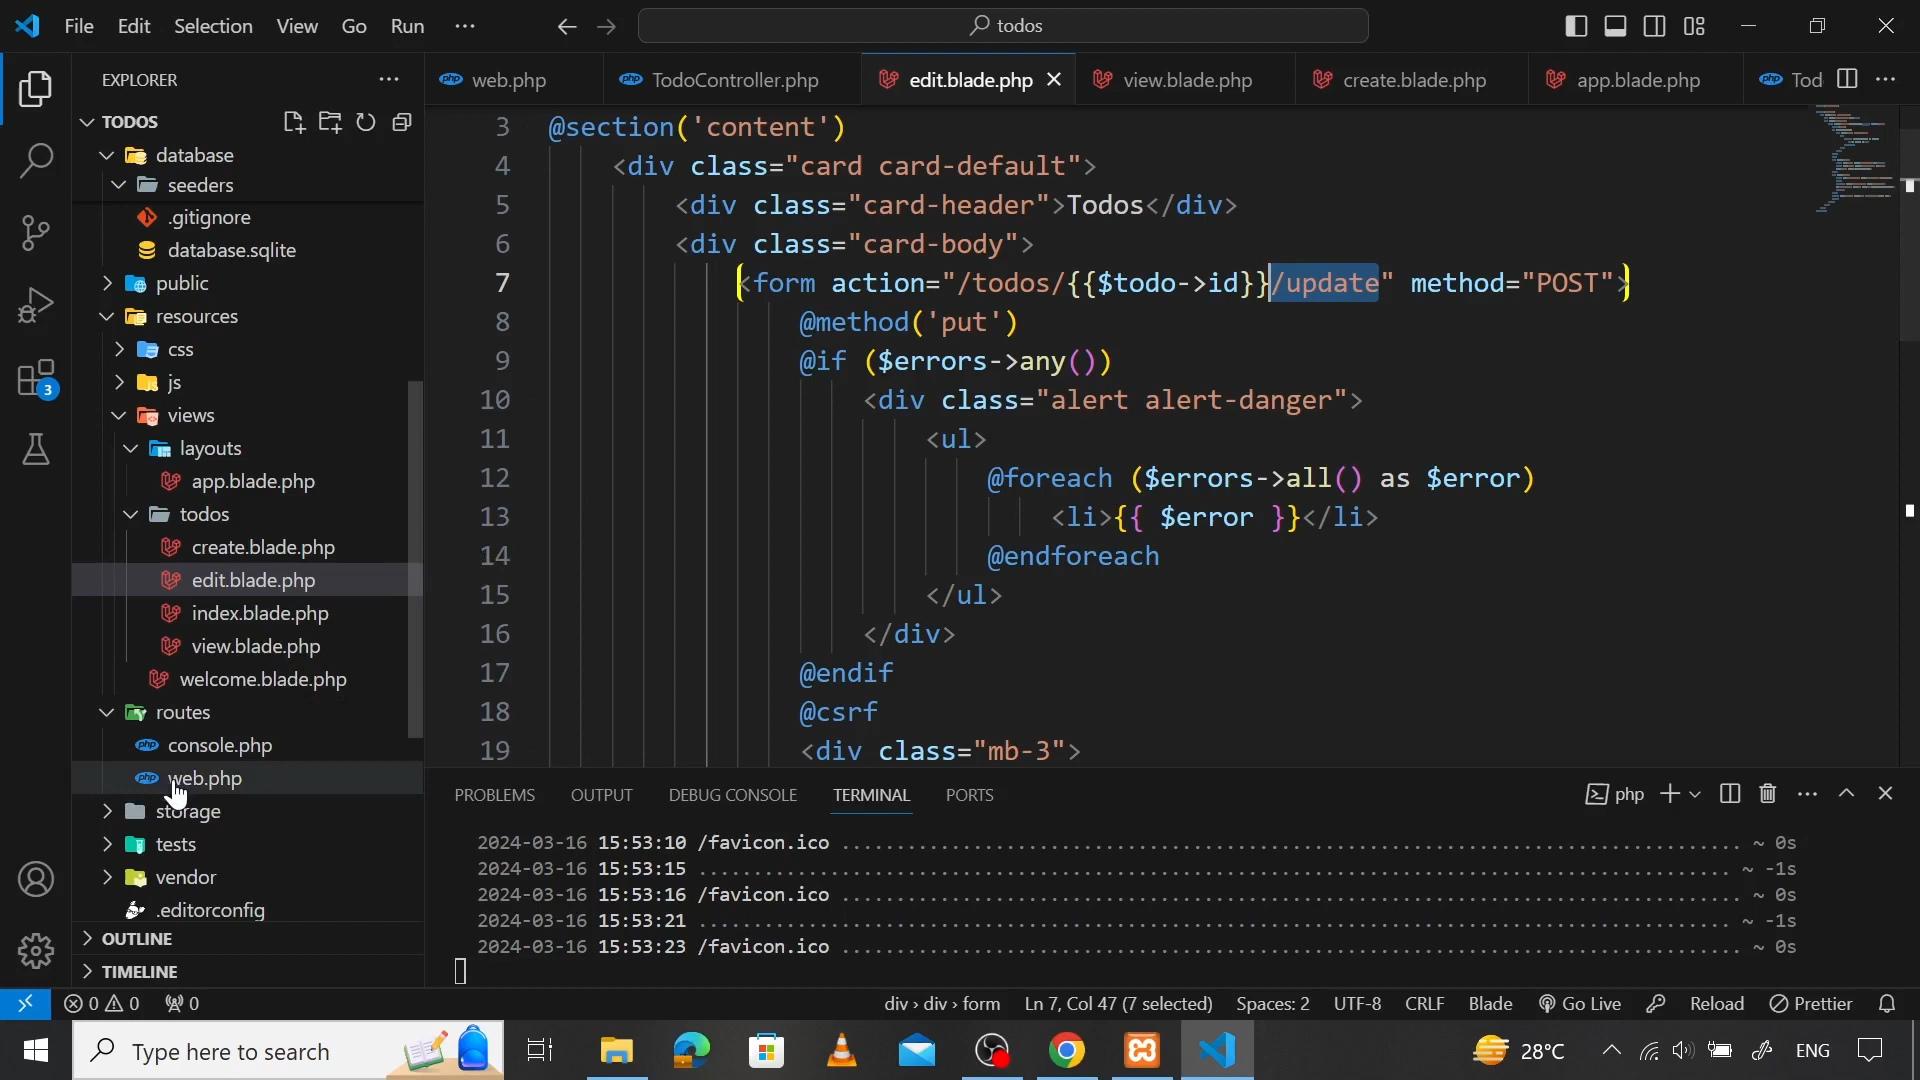 File Edit Selection View Go Run ··· todos
EXPLORER
web.php TodoController.php edit.blade.php view.blade.php create.blade.php app.blade.php Tod
TODOS
database
seeders
.gitignore
database.sqlite
public
resources
css
js
views
layouts
app.blade.php
todos
create.blade.php
edit.blade.php
index.blade.php
view.blade.php
welcome.blade.php
routes
console.php
web.php
storage
tests
vendor
.editorconfig
OUTLINE
TIMELINE
3 @section('content')
4 <div class="card card-default">
5 <div class="card-header">Todos</div>
6 <div class="card-body">
7 <form action="/todos/{{$todo->id}}/update" method="POST">
8 @method('put')
9 @if ($errors->any())
10 <div class="alert alert-danger">
11 <ul>
12 @foreach ($errors->all() as $error)
13 <li>{{ $error }}</li>
14 @endforeach
15 </ul>
16 </div>
17 @endif
18 @csrf
19 <div class="mb-3">
PROBLEMS OUTPUT DEBUG CONSOLE TERMINAL PORTS php
2024-03-16 15:53:10 /favicon.ico ........................................ ~ 0s
2024-03-16 15:53:15 ........................................ ~ -1s
2024-03-16 15:53:16 /favicon.ico ........................................ ~ 0s
2024-03-16 15:53:21 ........................................ ~ -1s
2024-03-16 15:53:23 /favicon.ico ........................................ ~ 0s
3
0 0 0 div › div › form Ln 7, Col 47 (7 selected) Spaces: 2 UTF-8 CRLF Blade Go Live Reload Prettier
Type here to search 28°C ENG